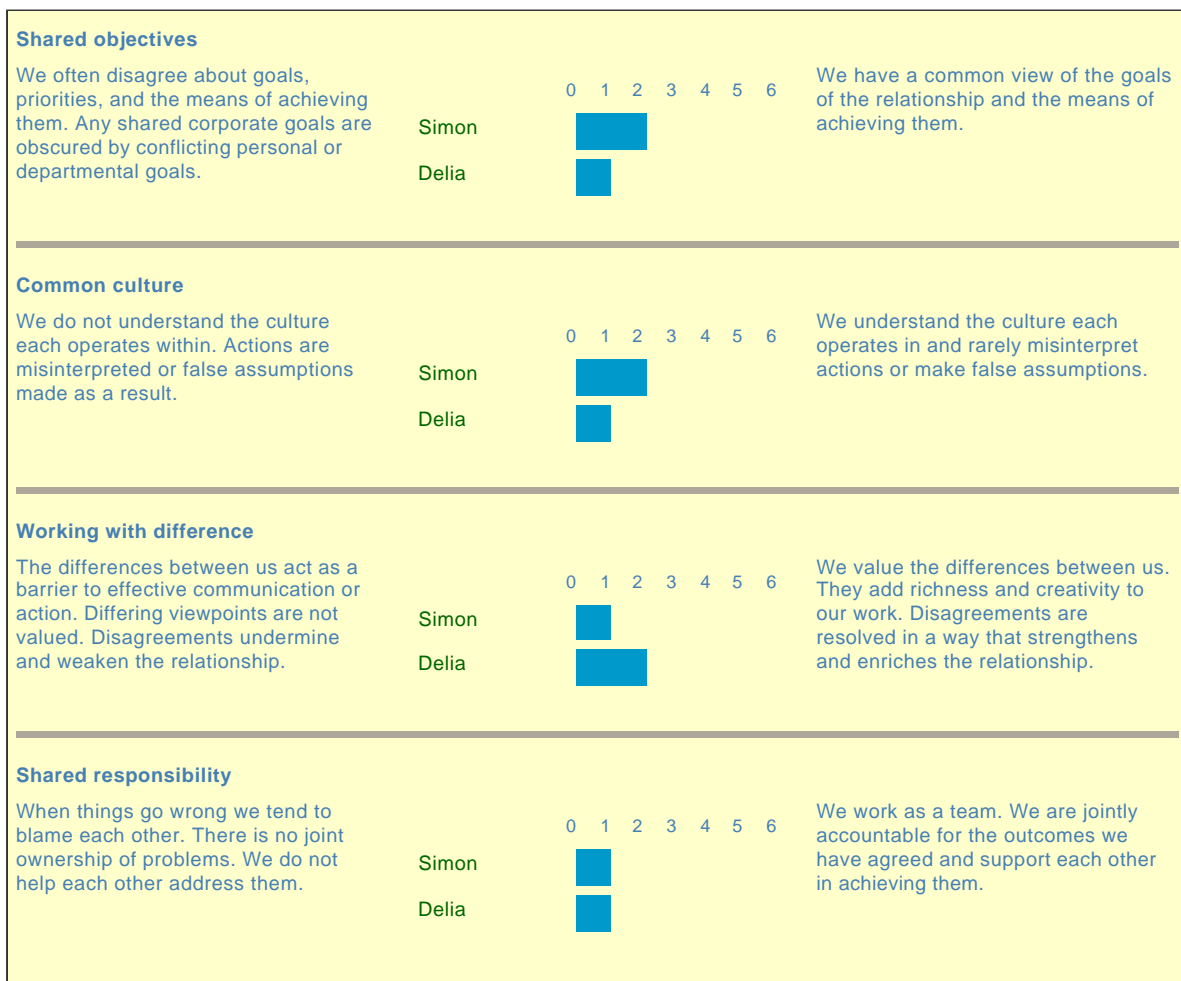 Shared objectives
We often disagree about goals,
priorities, and the means of achieving
them. Any shared corporate goals are
obscured by conflicting personal or
departmental goals.
0 1 2 3 4 5 6
Simon
Delia
We have a common view of the goals
of the relationship and the means of
achieving them.
Common culture
We do not understand the culture
each operates within. Actions are
misinterpreted or false assumptions
made as a result.
0 1 2 3 4 5 6
Simon
Delia
We understand the culture each
operates in and rarely misinterpret
actions or make false assumptions.
Working with difference
The differences between us act as a
barrier to effective communication or
action. Differing viewpoints are not
valued. Disagreements undermine
and weaken the relationship.
0 1 2 3 4 5 6
Simon
Delia
We value the differences between us.
They add richness and creativity to
our work. Disagreements are
resolved in a way that strengthens
and enriches the relationship.
Shared responsibility
When things go wrong we tend to
blame each other. There is no joint
ownership of problems. We do not
help each other address them.
0 1 2 3 4 5 6
Simon
Delia
We work as a team. We are jointly
accountable for the outcomes we
have agreed and support each other
in achieving them.